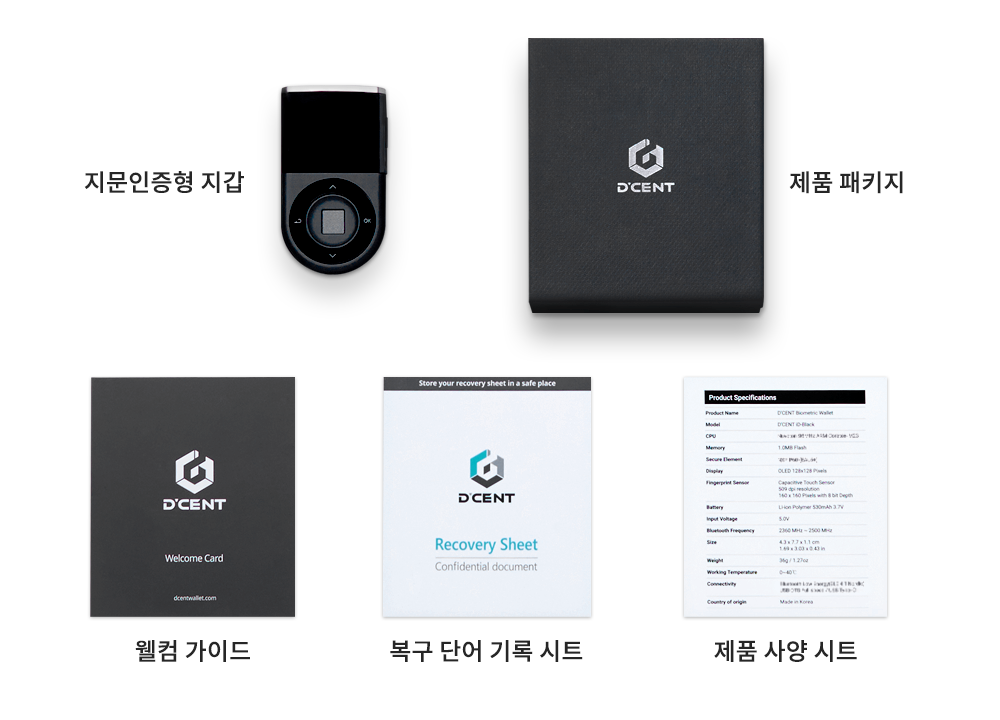 지문인증형 지갑
OK
D'CENT
제품 패키지
D'CENT
Welcome Card
dcentwallet.com
웰컴 가이드
Store your recovery sheet in a safe place
D'CENT
Recovery Sheet
Confidential document
복구 단어 기록 시트
Product Specifications
Product Name D'CENT Biometric Wallet
Model D'CENT ID-Black
CPU
Memory 1.0MB Flash
Secure Element
Display OLED 128x128 Pixels
Fingerprint Sensor Capacitive Touch Sensor
509 dpi resolution
160 x 160 Pixels with 8 bit Depth
Battery Li-ion Polymer 530mAh 3.7V
Input Voltage 5.0V
Bluetooth Frequency 2360 MHz ~ 2500 MHz
Size 4.3 x 7.7 x 1.1 cm
1.69 x 3.03 x 0.43 in
Weight 36g / 1.27oz
Working Temperature 0~40℃
Connectivity Bluetooth Low Energy
Country of origin Made in Korea
제품 사양 시트